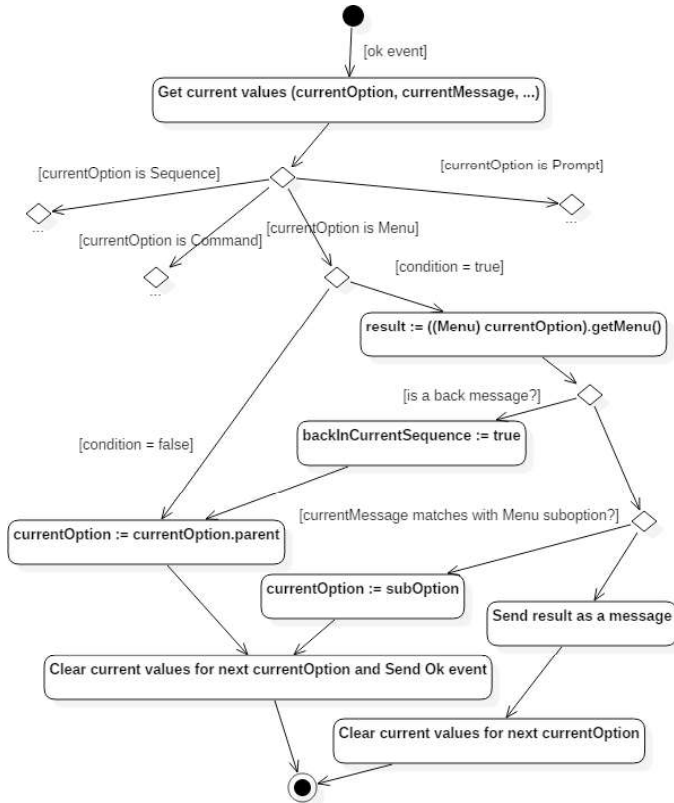 [ok event]
Get current values (currentOption, currentMessage, ...)
[currentOption is Prompt]
[currentOption is Sequence]
...
...
[currentOption is Menu]
[currentOption is Command]
...
[condition = true]
result := ((Menu) currentOption).getMenu()
[is a back message?]
backInCurrentSequence := true
[condition = false]
[currentMessage matches with Menu suboption?]
currentOption := currentOption.parent
currentOption := subOption
Send result as a message
Clear current values for next currentOption and Send Ok event
Clear current values for next currentOption